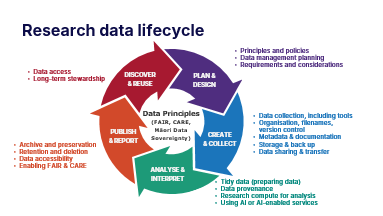 Research data lifecycle
PLAN &
DESIGN
• Principles and policies
• Data management planning
• Requirements and considerations
CREATE
& COLLECT
• Data collection, including tools
• Organisation, filenames,
version control
• Metadata & documentation
• Storage & back up
• Data sharing & transfer
ANALYSE &
INTERPRET
• Tidy data (preparing data)
• Data provenance
• Research compute for analysis
• Using AI or AI-enabled services
PUBLISH
& REPORT
• Archive and preservation
• Retention or deletion
• Data accessibility
• Enabling FAIR & CARE
DISCOVER
& REUSE
• Data access
• Long-term stewardship
Data Principles
(FAIR, CARE,
Māori Data
Sovereignty)